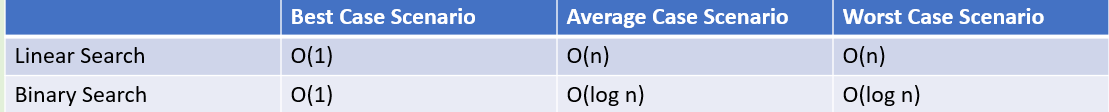 Best Case Scenario Average Case Scenario Worst Case Scenario
Linear Search O(1) O(n) O(n)
Binary Search O(1) O(log n) O(log n)